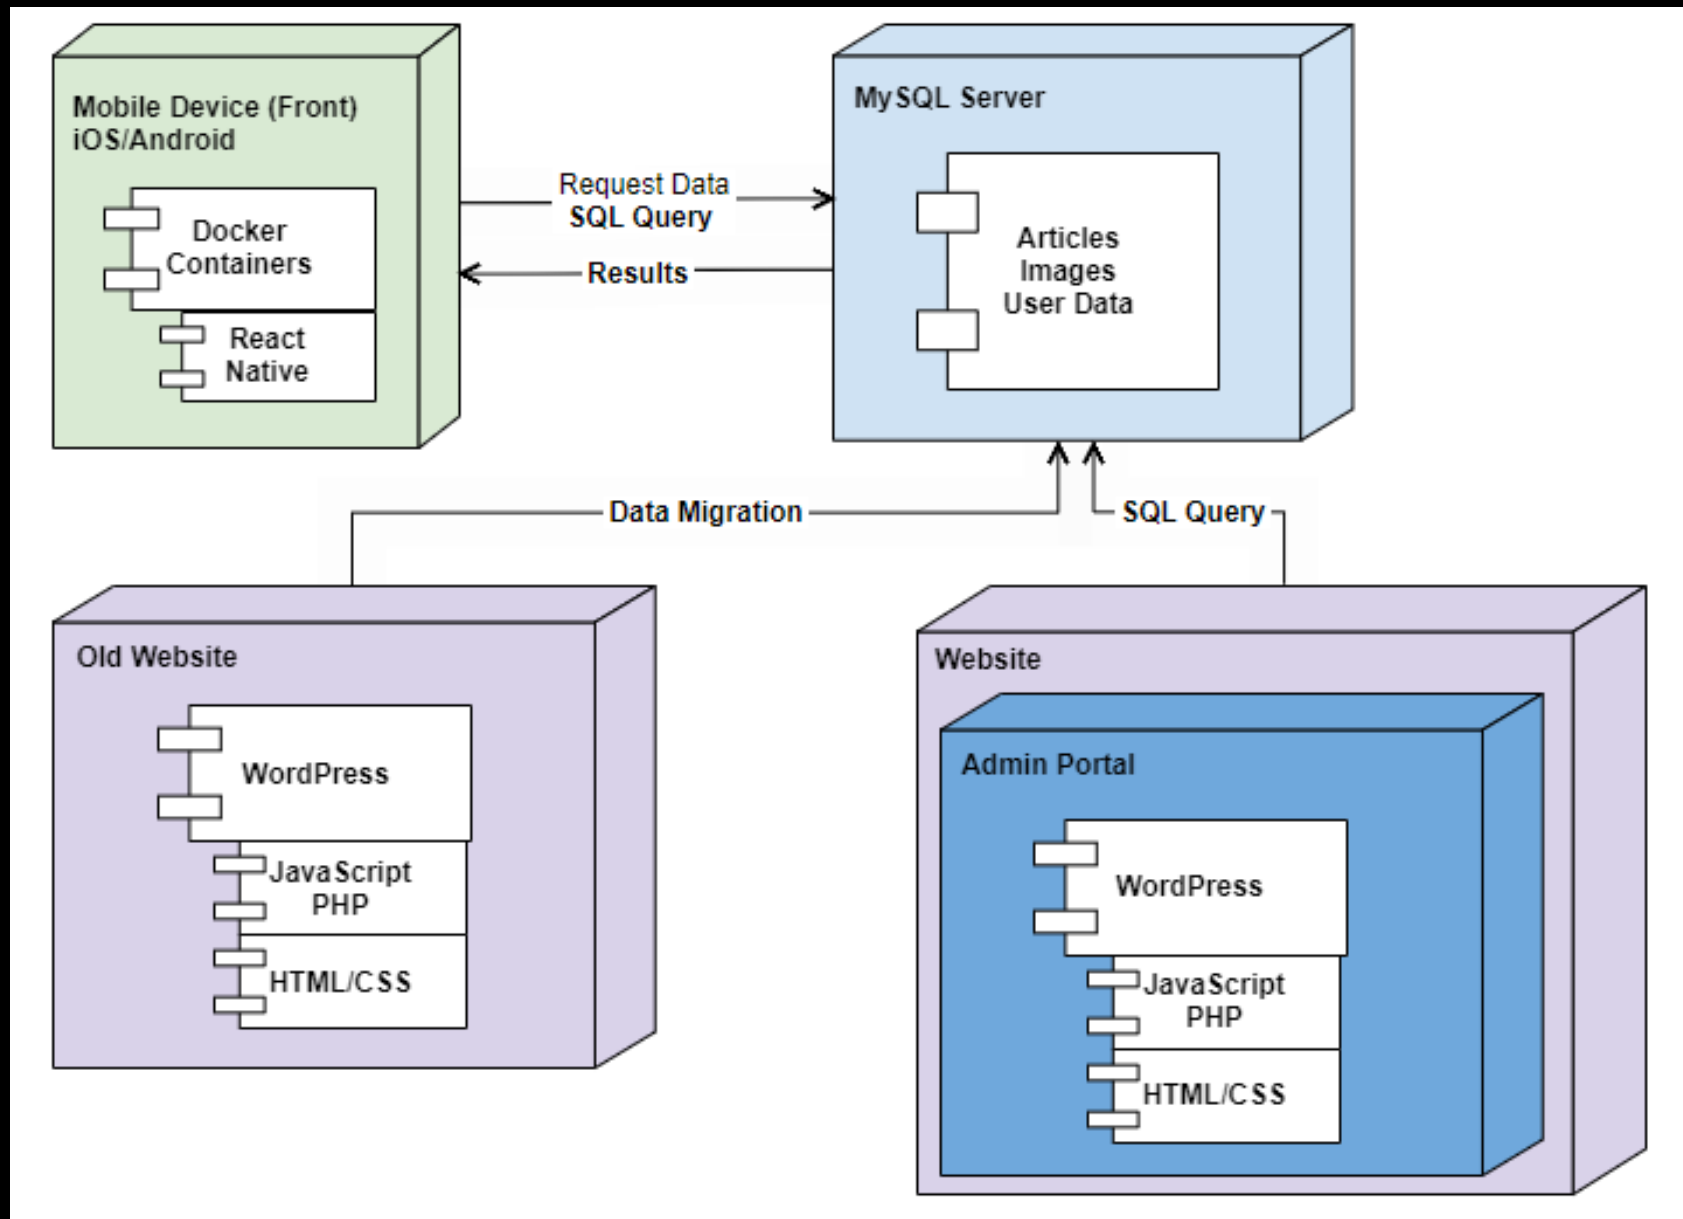 Mobile Device (Front)
iOS/Android
Docker
Containers
React
Native
Request Data
SQL Query
Results
MySQL Server
Articles
Images
User Data
Data Migration
SQL Query
Old Website
WordPress
JavaScript
PHP
HTML/CSS
Website
Admin Portal
WordPress
JavaScript
PHP
HTML/CSS